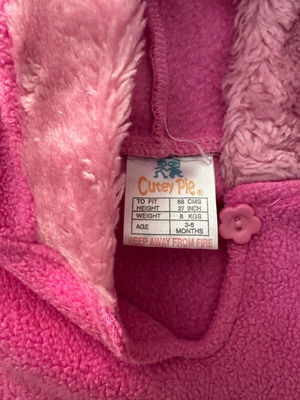 Cutey Pie ®
TO FIT 68 CMS
HEIGHT 27 INCH
WEIGHT 8 KGS
AGE 3-6 MONTHS
KEEP AWAY FROM FIRE